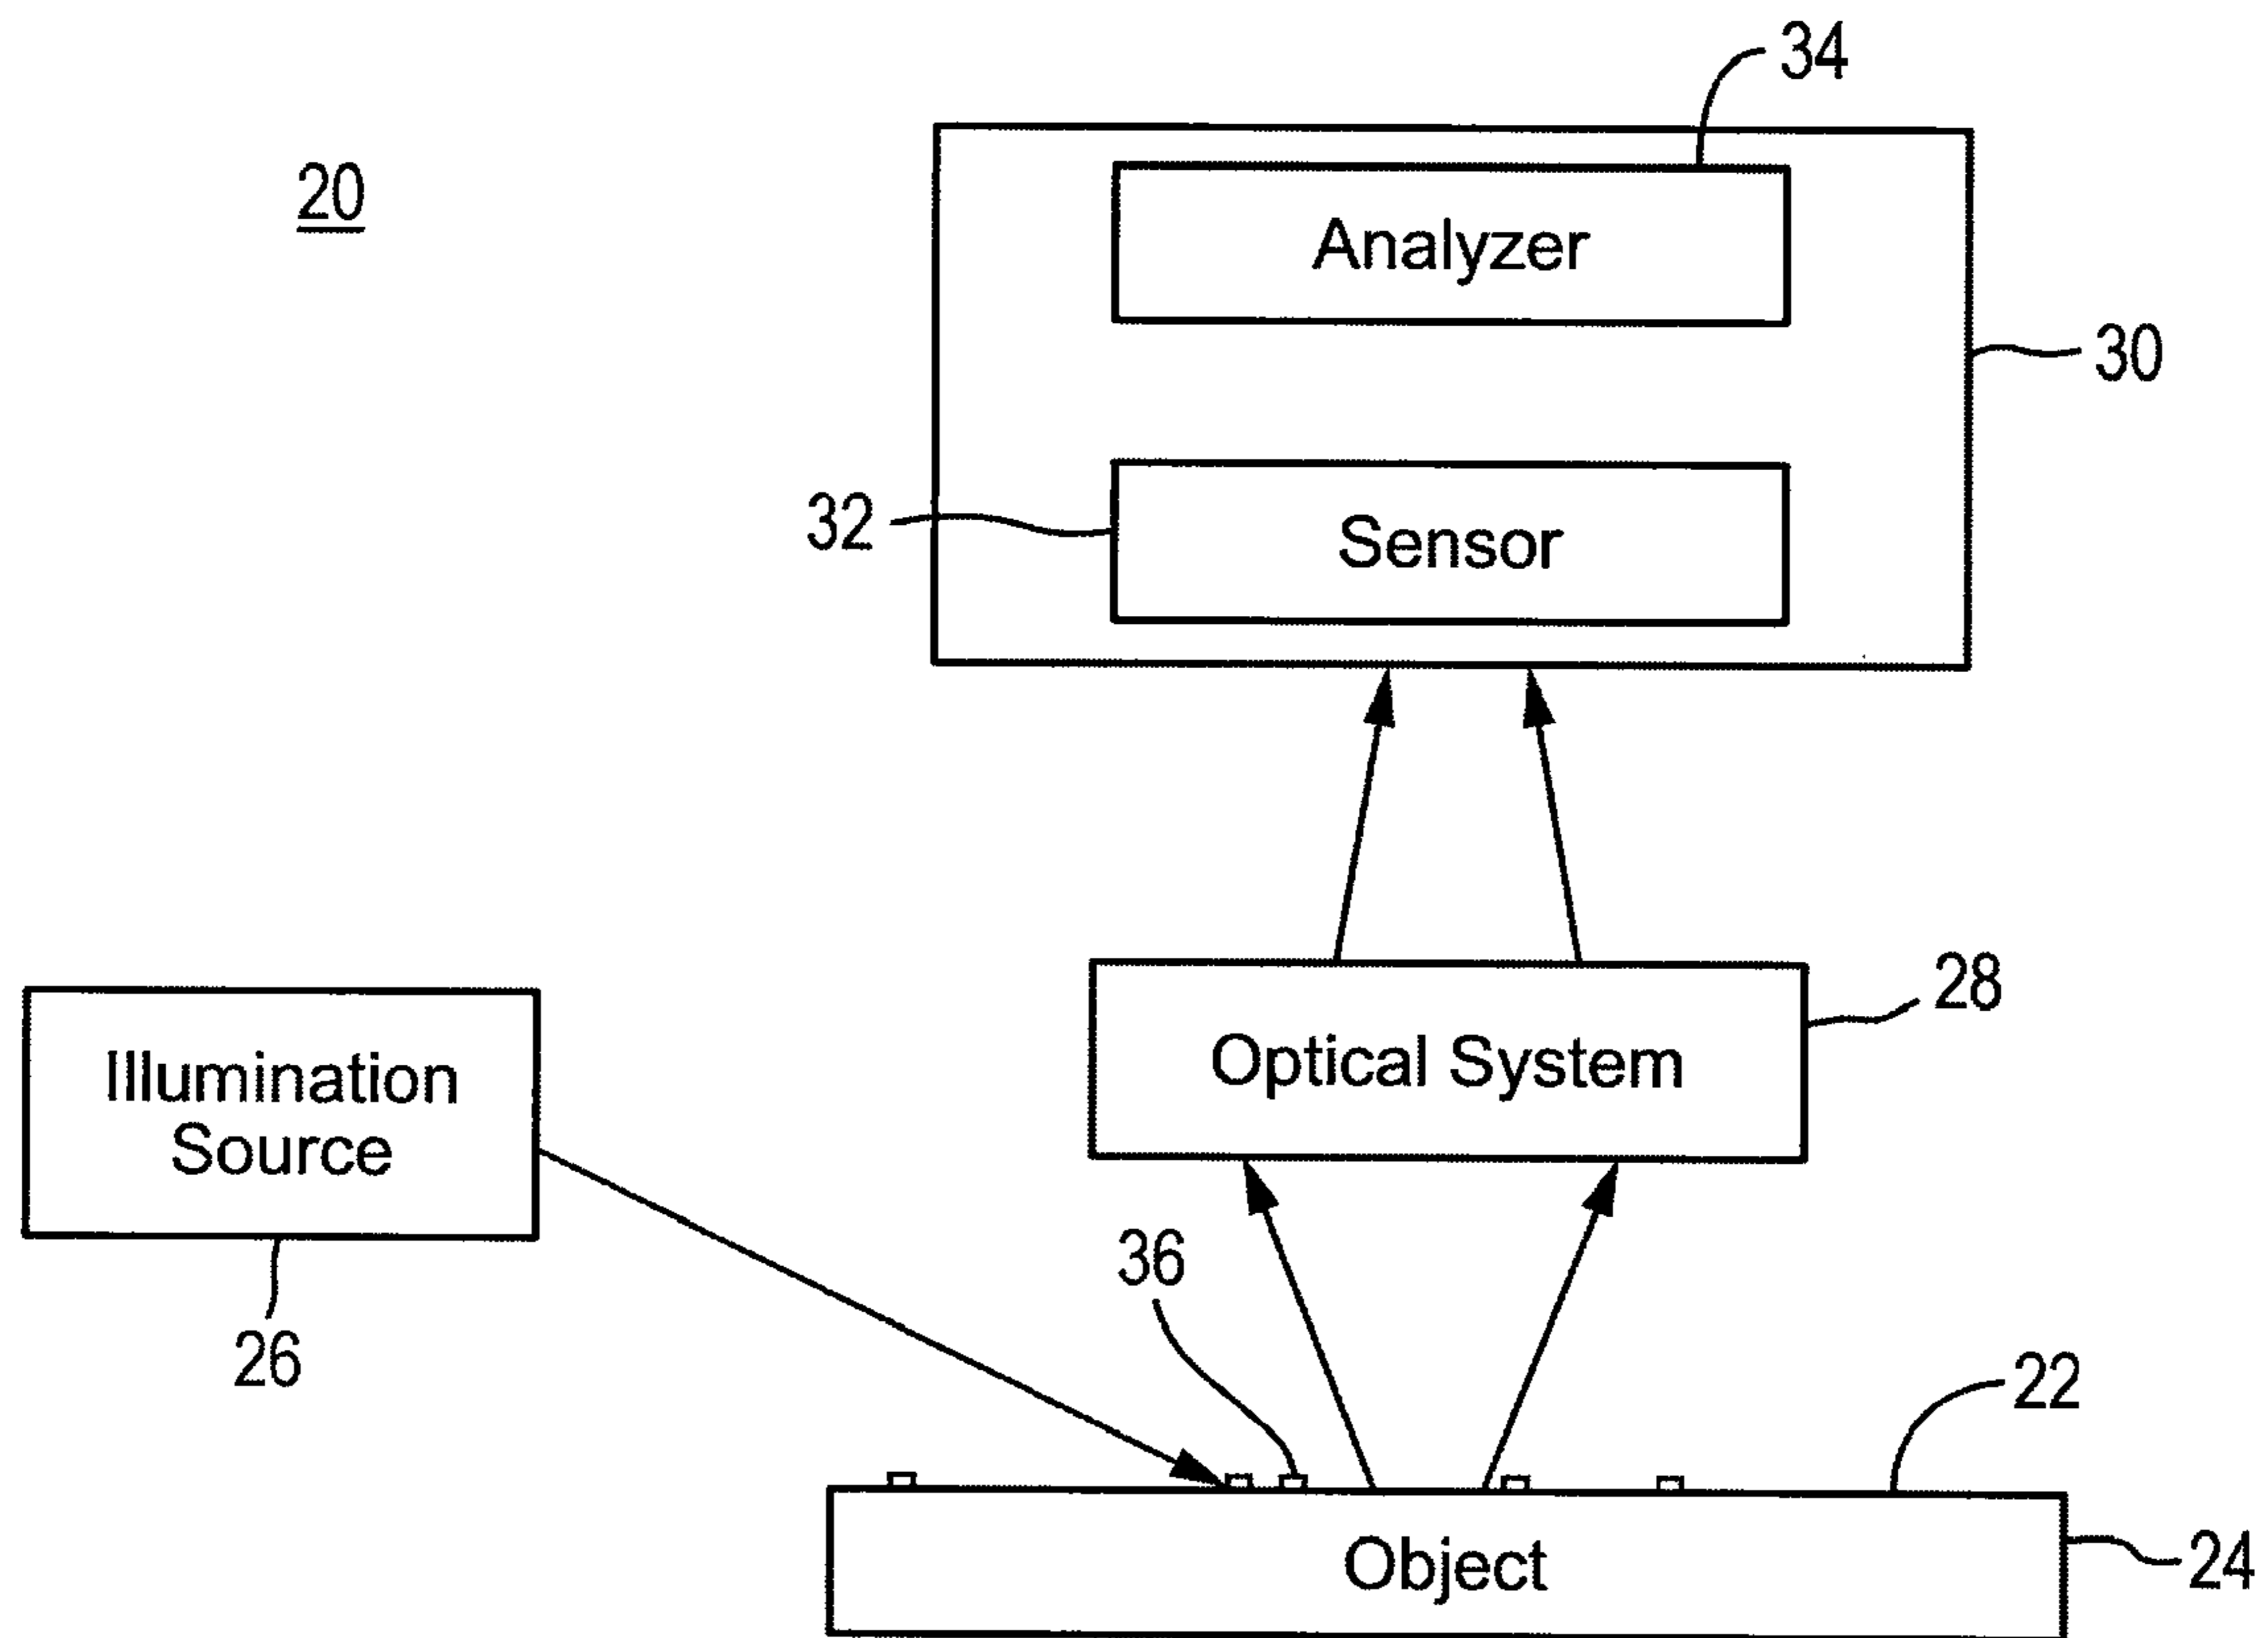 34
20
Analyzer
30
32
Sensor
28
Optical System
Illumination
Source
36
26
22
Object
24